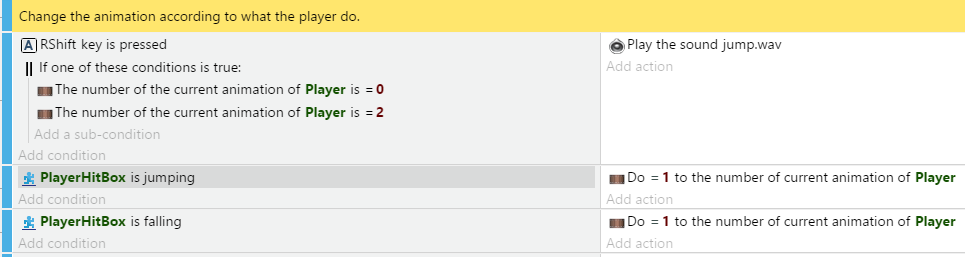 Change the animation according to what the player do.
A RShift key is pressed
Play the sound jump.wav
If one of these conditions is true:
Add action
The number of the current animation of Player is = 0
The number of the current animation of Player is = 2
Add a sub-condition
Add condition
PlayerHitBox is jumping
Do = 1 to the number of current animation of Player
Add condition
Add action
PlayerHitBox is falling
Do = 1 to the number of current animation of Player
Add condition
Add action